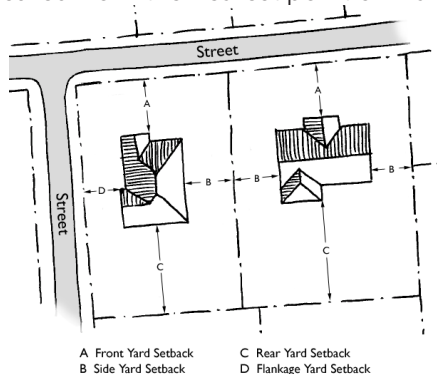 Street
A
A
Street
D
B
B
B
C
C
A Front Yard Setback
B Side Yard Setback
C Rear Yard Setback
D Flankage Yard Setback